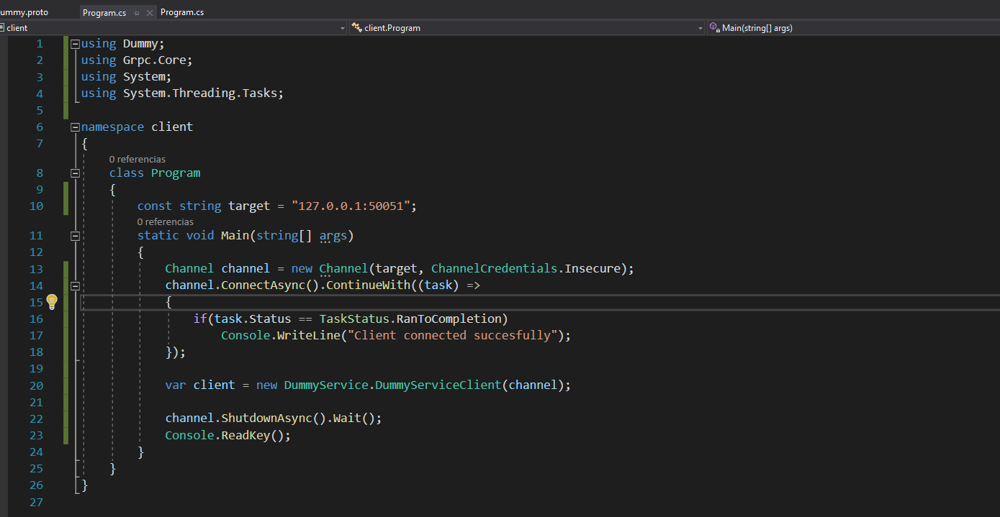 ummy.proto Program.cs Program.cs
client client.Program Main(string[] args)
1 using Dummy;
2 using Grpc.Core;
3 using System;
4 using System.Threading.Tasks;
5
6 namespace client
7 {
0 referencias
8 class Program
9 {
10 const string target = "127.0.0.1:50051";
0 referencias
11 static void Main(string[] args)
12 {
13 Channel channel = new Channel(target, ChannelCredentials.Insecure);
14 channel.ConnectAsync().ContinueWith((task) =>
15 {
16 if(task.Status == TaskStatus.RanToCompletion)
17 Console.WriteLine("Client connected succesfully");
18 });
19
20 var client = new DummyService.DummyServiceClient(channel);
21
22 channel.ShutdownAsync().Wait();
23 Console.ReadKey();
24 }
25 }
26 }
27